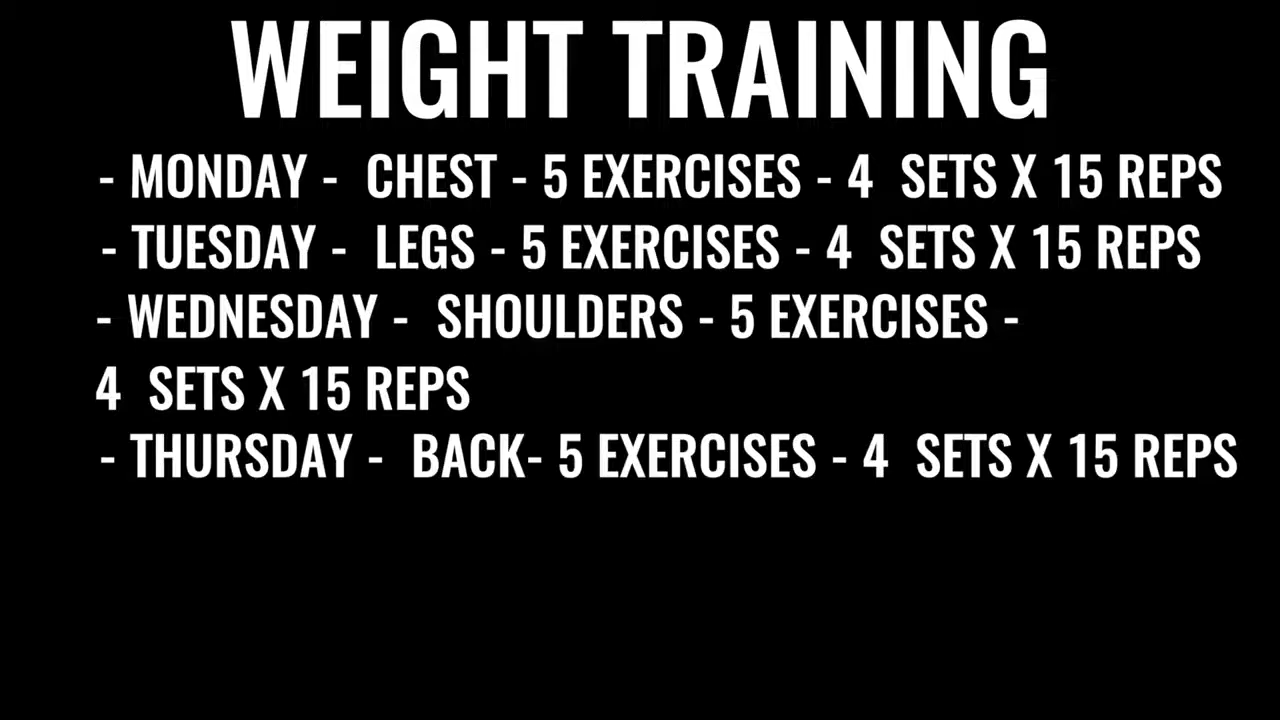 WEIGHT TRAINING
- MONDAY - CHEST - 5 EXERCISES - 4 SETS X 15 REPS
- TUESDAY - LEGS - 5 EXERCISES - 4 SETS X 15 REPS
- WEDNESDAY - SHOULDERS - 5 EXERCISES -
4 SETS X 15 REPS
- THURSDAY - BACK- 5 EXERCISES - 4 SETS X 15 REPS